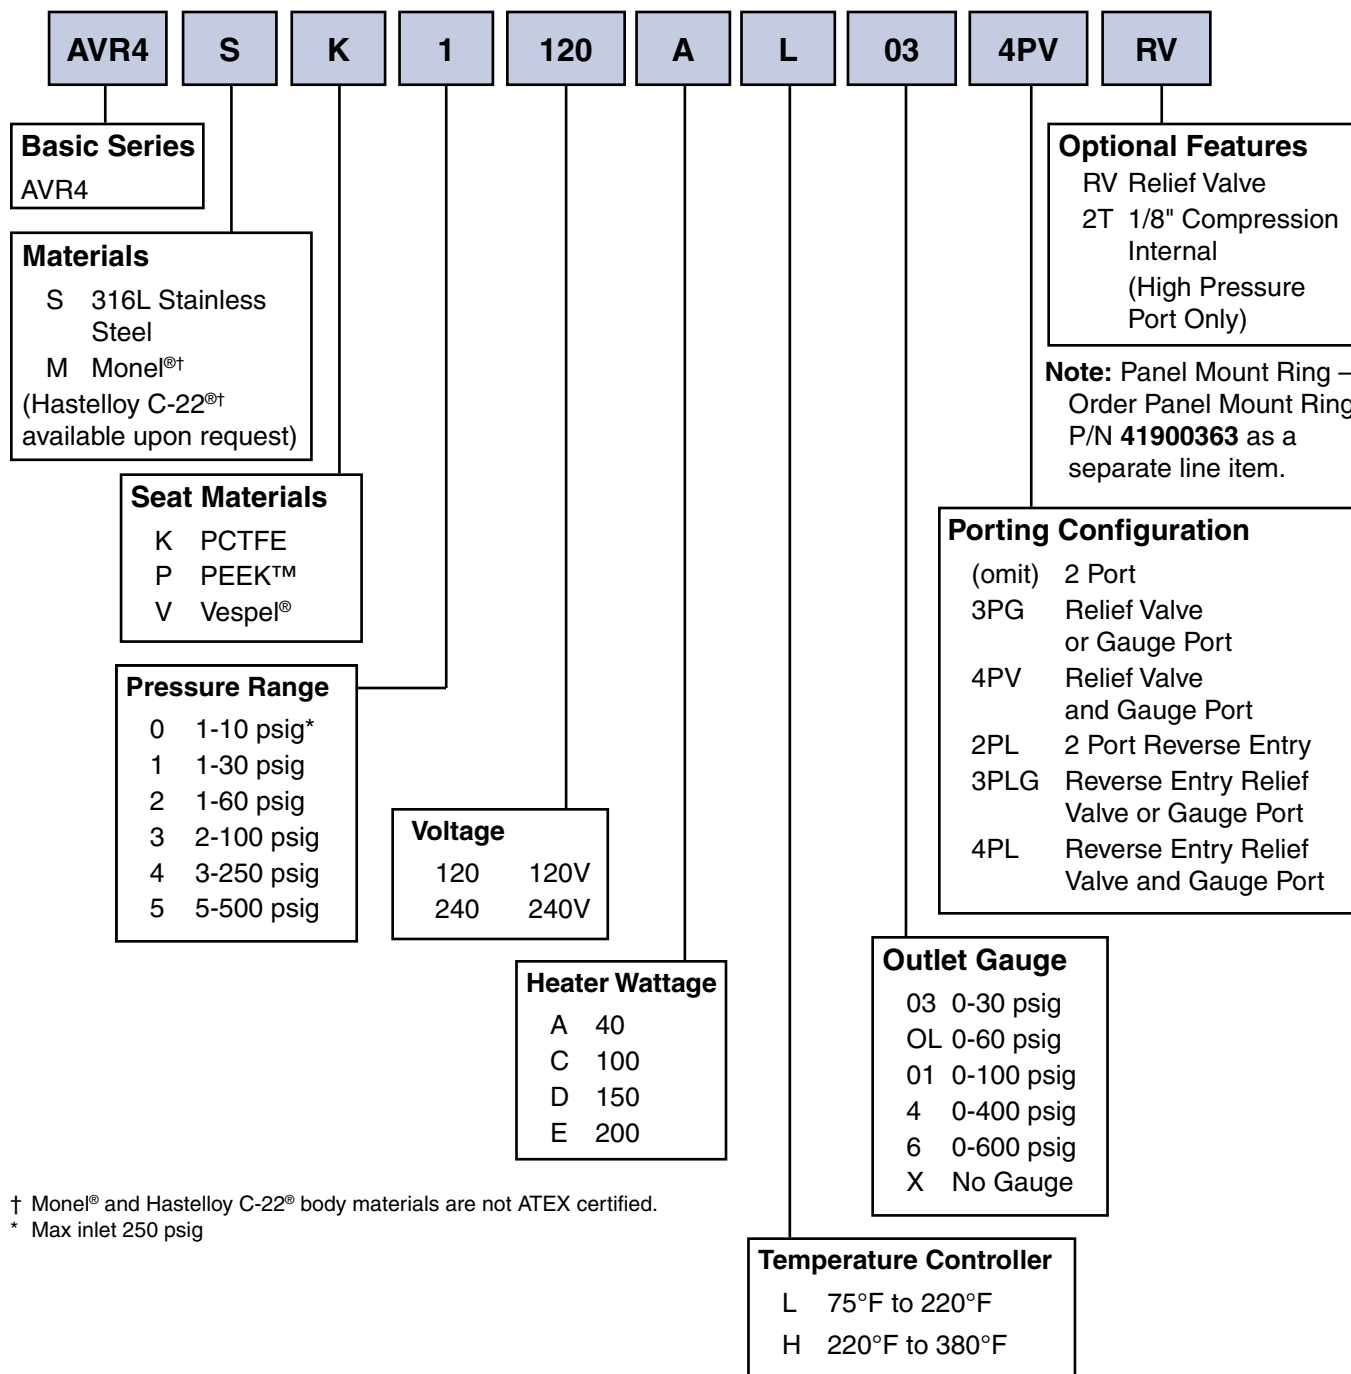 AVR4 S K 1 120 A L 03 4PV RV
Basic Series
AVR4
Materials
S 316L Stainless
Steel
M Monel®†
(Hastelloy C-22®†
available upon request)
Seat Materials
K PCTFE
P PEEK™
V Vespel®
Pressure Range
0 1-10 psig*
1 1-30 psig
2 1-60 psig
3 2-100 psig
4 3-250 psig
5 5-500 psig
Voltage
120 120V
240 240V
Heater Wattage
A 40
C 100
D 150
E 200
Temperature Controller
L 75°F to 220°F
H 220°F to 380°F
Outlet Gauge
03 0-30 psig
OL 0-60 psig
01 0-100 psig
4 0-400 psig
6 0-600 psig
X No Gauge
Porting Configuration
(omit) 2 Port
3PG Relief Valve
or Gauge Port
4PV Relief Valve
and Gauge Port
2PL 2 Port Reverse Entry
3PLG Reverse Entry Relief
Valve or Gauge Port
4PL Reverse Entry Relief
Valve and Gauge Port
Optional Features
RV Relief Valve
2T 1/8" Compression
Internal
(High Pressure
Port Only)
Note: Panel Mount Ring –
Order Panel Mount Ring
P/N 41900363 as a
separate line item.
† Monel® and Hastelloy C-22® body materials are not ATEX certified.
* Max inlet 250 psig